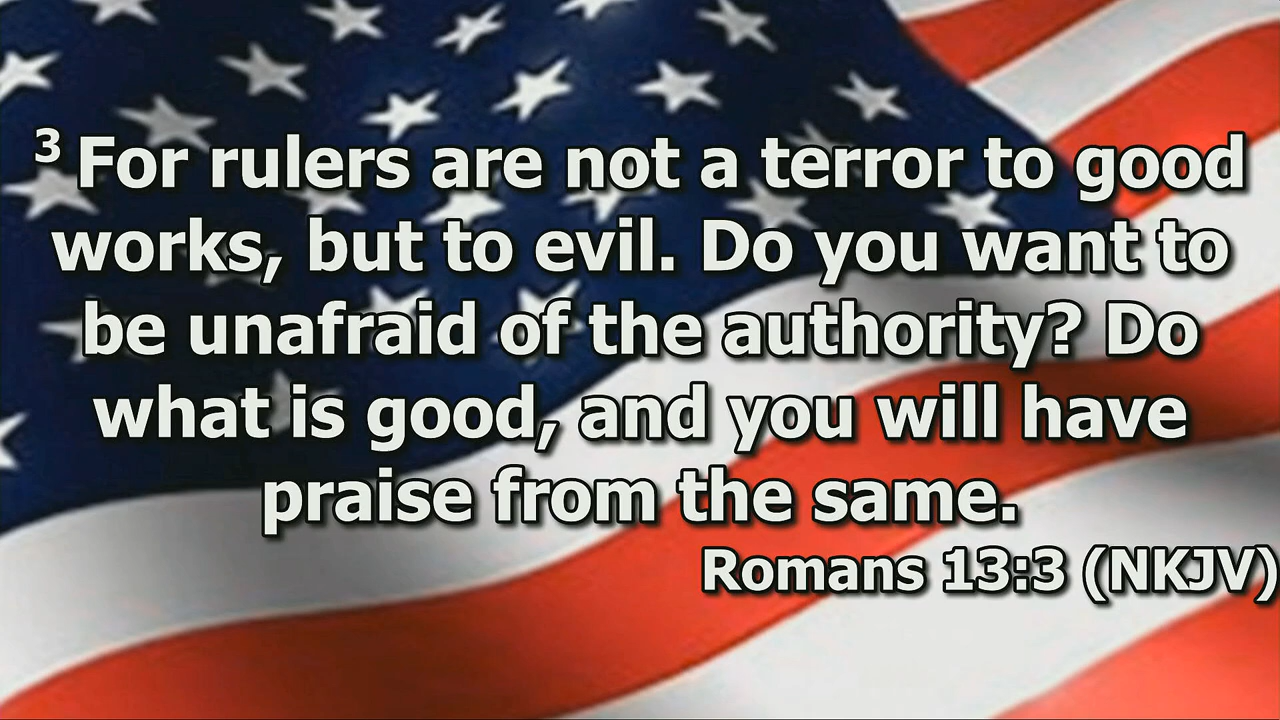 3 For rulers are not a terror to good
works, but to evil. Do you want to
be unafraid of the authority? Do
what is good, and you will have
praise from the same.
Romans 13:3 (NKJV)